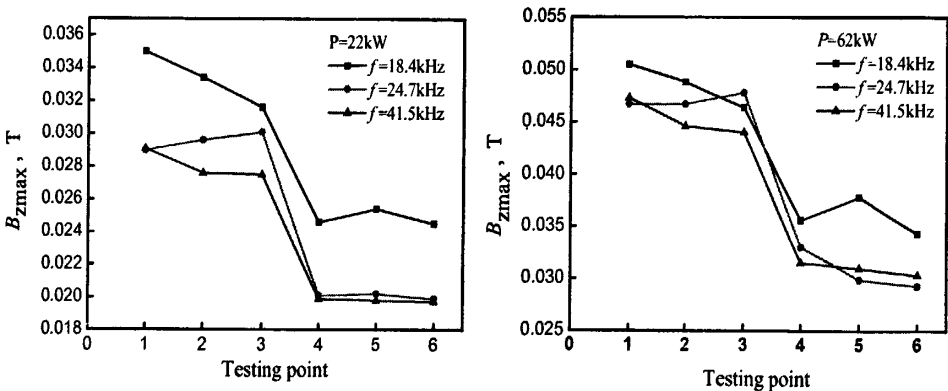 0.036
0.034
0.032
0.030
0.028
0.026
0.024
0.022
0.020
0.018
B_zmax , T
P=22kW
f=18.4kHz
f=24.7kHz
f=41.5kHz
0 1 2 3 4 5 6
Testing point
0.055
0.050
0.045
0.040
0.035
0.030
0.025
B_zmax , T
P=62kW
f=18.4kHz
f=24.7kHz
f=41.5kHz
0 1 2 3 4 5 6
Testing point